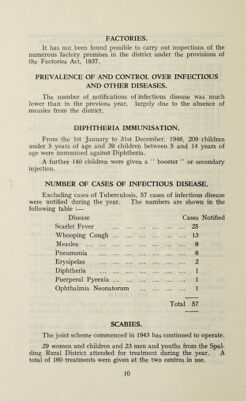 FACTORIES.
It has not been found possible to carry out inspections of the
numerous factory premises in the district under the provisions of
the Factories Act, 1937.
PREVALENCE OF AND CONTROL OVER INFECTIOUS
AND OTHER DISEASES.
The number of notifications of infectious disease was much
lower than in the previous year, largely due to the absence of
measles from the district.
DIPHTHERIA IMMUNISATION.
From the 1st January to 31st December, 1946, 209 children
under 5 years of age and 39 children between 5 and 14 years of
age were immunised against Diphtheria.
A further 140 children were given a " booster " or secondary
injection.
NUMBER OF CASES OF INFECTIOUS DISEASE.
Excluding cases of Tuberculosis, 57 cases of infectious disease
were notified during the year. The numbers are shown in the
following table :—
Disease Cases Notified
Scarlet Fever ... ... ... ... ... ... 25
Whooping Cough ... ... ... ... ... ... 13
Measles ... ... ... ... ... ... ... 8
Pneumonia ... ... ... ... ... ... 6
Erysipelas ... ... ... ... ... ... 2
Diphtheria ... ... ... ... ... ... 1
Puerperal Pyrexia ... ... ... ... ... 1
Ophthalmia Neonatorum ... ... ... ... 1
Total 57
SCABIES.
The joint scheme commenced in 1943 has continued to operate.
29 women and children and 23 men and youths from the Spal-
ding Rural District attended for treatment during the year. A
total of 160 treatments were given at the two centres in use.
10